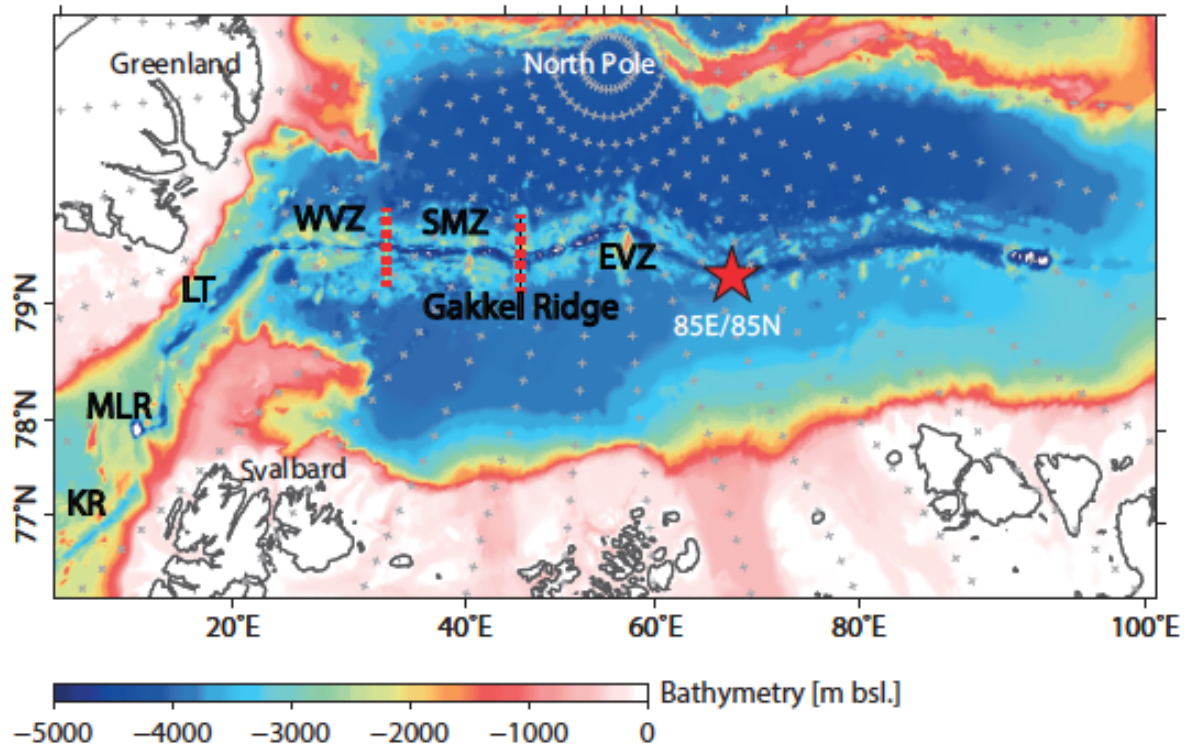 Greenland
North Pole
WVZ
SMZ
EVZ
LT
Gakkel Ridge
85E/85N
MLR
Svalbard
KR
79°N
78°N
77°N
20°E
40°E
60°E
80°E
100°E
Bathymetry [m bsl.]
−5000
−4000
−3000
−2000
−1000
0